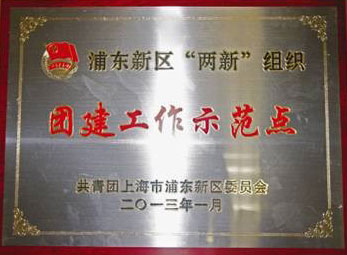 浦东新区“两新”组织
团建工作示范点
共青团上海市浦东新区委员会
二〇一三年一月